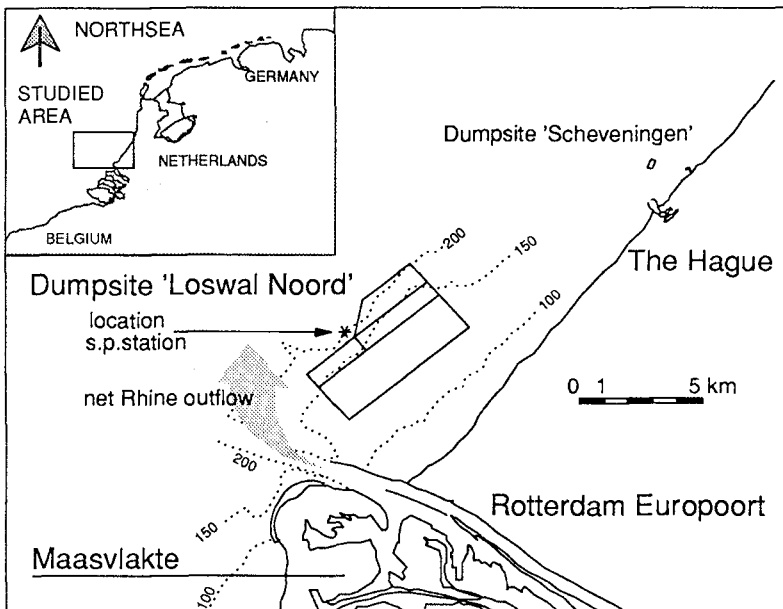 NORTHSEA
GERMANY
STUDIED
AREA
NETHERLANDS
BELGIUM
Dumpsite 'Scheveningen'
The Hague
200
150
100
Dumpsite 'Loswal Noord'
location
s.p.station
net Rhine outflow
0 1 5 km
200
150
100
Rotterdam Europoort
Maasvlakte